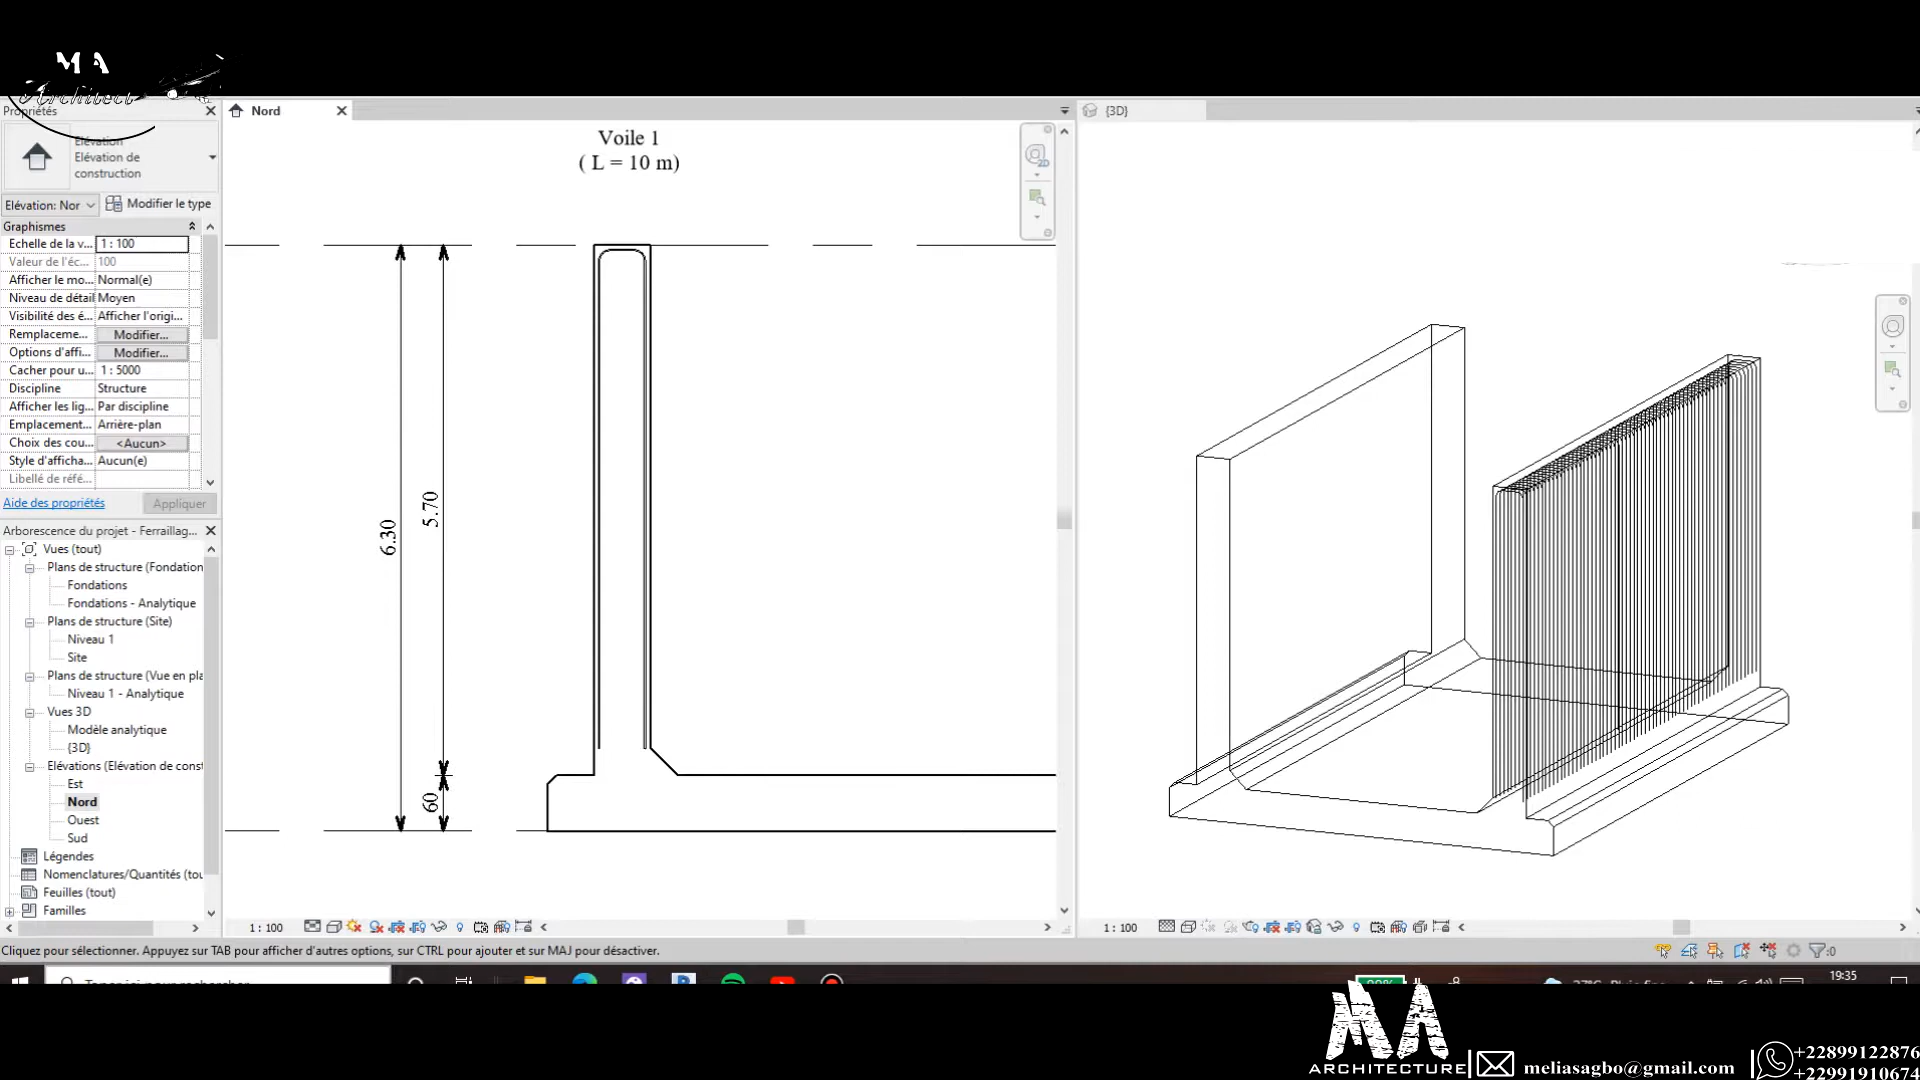 MA
Architect
Propriétés
Elévation
Elévation de
construction
Elévation: Nor
Modifier le type
Graphismes
Echelle de la v...
1 : 100
Valeur de l'éc...
100
Afficher le mo...
Normal(e)
Niveau de détail
Moyen
Visibilité des é...
Afficher l'origi...
Remplaceme...
Modifier...
Options d'affi...
Modifier...
Cacher pour u...
1 : 5000
Discipline
Structure
Afficher les lig...
Par discipline
Emplacement...
Arrière-plan
Choix des cou...
<Aucun>
Style d'afficha...
Aucun(e)
Libellé de réfé...
Aide des propriétés
Appliquer
Arborescence du projet - Ferraillag...
Vues (tout)
Plans de structure (Fondation
Fondations
Fondations - Analytique
Plans de structure (Site)
Niveau 1
Site
Plans de structure (Vue en pla
Niveau 1 - Analytique
Vues 3D
Modèle analytique
{3D}
Elévations (Elévation de const
Est
Nord
Ouest
Sud
Légendes
Nomenclatures/Quantités (tou
Feuilles (tout)
Familles
Nord
Voile 1
( L = 10 m)
2D
6.30
5.70
60
1 : 100
{3D}
1 : 100
Cliquez pour sélectionner. Appuyez sur TAB pour afficher d'autres options, sur CTRL pour ajouter et sur MAJ pour désactiver.
:0
19:35
MA
ARCHITECTURE
meliasagbo@gmail.com
+22899122876
+22991910674